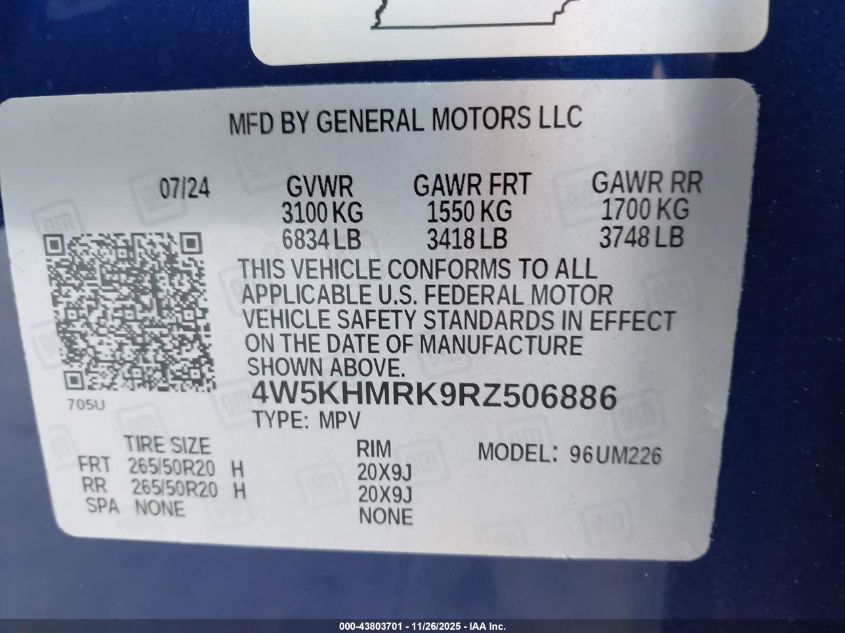 MFD BY GENERAL MOTORS LLC
07/24 GVWR GAWR FRT GAWR RR
3100 KG 1550 KG 1700 KG
6834 LB 3418 LB 3748 LB
THIS VEHICLE CONFORMS TO ALL
APPLICABLE U.S. FEDERAL MOTOR
VEHICLE SAFETY STANDARDS IN EFFECT
ON THE DATE OF MANUFACTURE
SHOWN ABOVE.
4W5KHMRK9RZ506886
705U
TYPE: MPV
TIRE SIZE RIM MODEL: 96UM226
FRT 265/50R20 H 20X9J
RR 265/50R20 H 20X9J
SPA NONE NONE
000-43803701 - 11/26/2025 - IAA Inc.